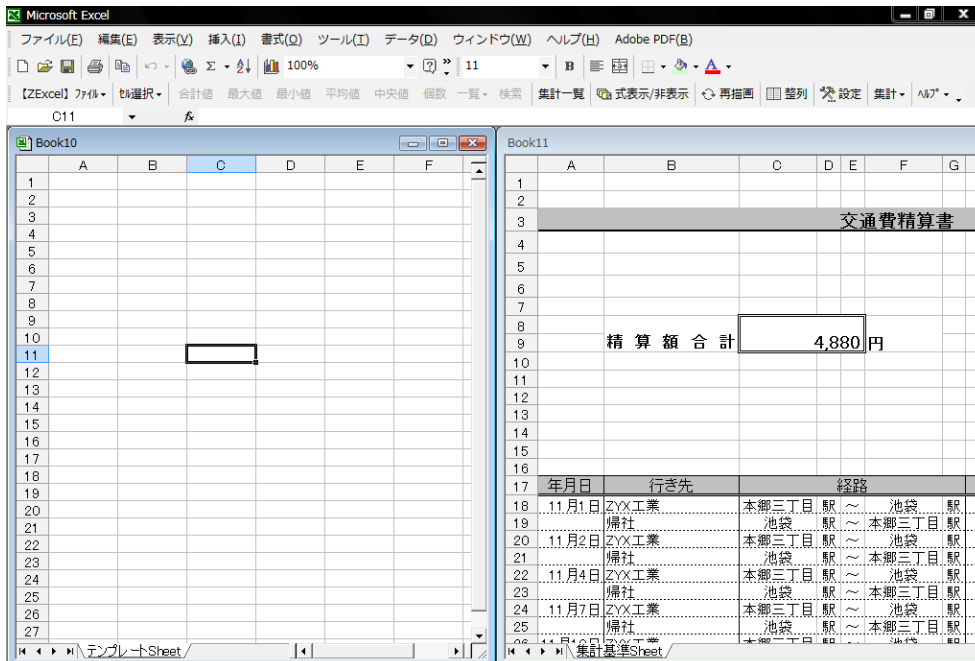 Microsoft Excel
ファイル(F) 編集(E) 表示(V) 挿入(I) 書式(O) ツール(T) データ(D) ウィンドウ(W) ヘルプ(H) Adobe PDF(B)
100% 11 B A
【ZExcel】ファイル セル選択 合計値 最大値 最小値 平均値 中央値 個数 一覧 検索 集計一覧 式表示/非表示 再描画 整列 設定 集計 ヘルプ
C11 fx
Book10
A B C D E F
1
2
3
4
5
6
7
8
9
10
11
12
13
14
15
16
17
18
19
20
21
22
23
24
25
26
27
テンプレートSheet
Book11
A B C D E F G
1
2
3 交通費精算書
4
5
6
7
8
9 精算額合計 4,880 円
10
11
12
13
14
15
16
17 年月日 行き先 経路
18 11月1日 ZYX工業 本郷三丁目 駅 ～ 池袋 駅
19 帰社 池袋 駅 ～ 本郷三丁目 駅
20 11月2日 ZYX工業 本郷三丁目 駅 ～ 池袋 駅
21 帰社 池袋 駅 ～ 本郷三丁目 駅
22 11月4日 ZYX工業 本郷三丁目 駅 ～ 池袋 駅
23 帰社 池袋 駅 ～ 本郷三丁目 駅
24 11月7日 ZYX工業 本郷三丁目 駅 ～ 池袋 駅
25 帰社 池袋 駅 ～ 本郷三丁目 駅
集計基準Sheet